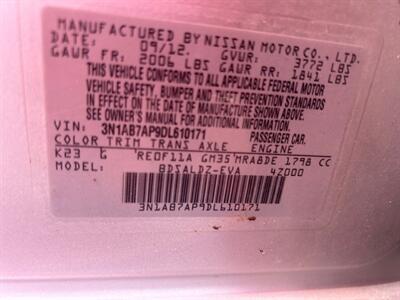 MANUFACTURED BY NISSAN MOTOR CO., LTD.
DATE: 09/12. GVWR: 3772 LBS
GAWR FR: 2006 LBS GAWR RR: 1841 LBS
THIS VEHICLE CONFORMS TO ALL APPLICABLE FEDERAL MOTOR
VEHICLE SAFETY, BUMPER AND THEFT PREVENTION STANDARDS
IN EFFECT ON THE DATE OF MANUFACTURE SHOWN ABOVE.
SEE OWNER'S MANUAL FOR ADDITIONAL INFORMATION.
VIN: 3N1AB7AP9DL610171 PASSENGER CAR.
COLOR TRIM TRANS AXLE ENGINE
K23 G RE0F11A GM35 MRA8DE 1798 CC
BDSALDZ-EVA 4Z000
3N1AB7AP9DL610171